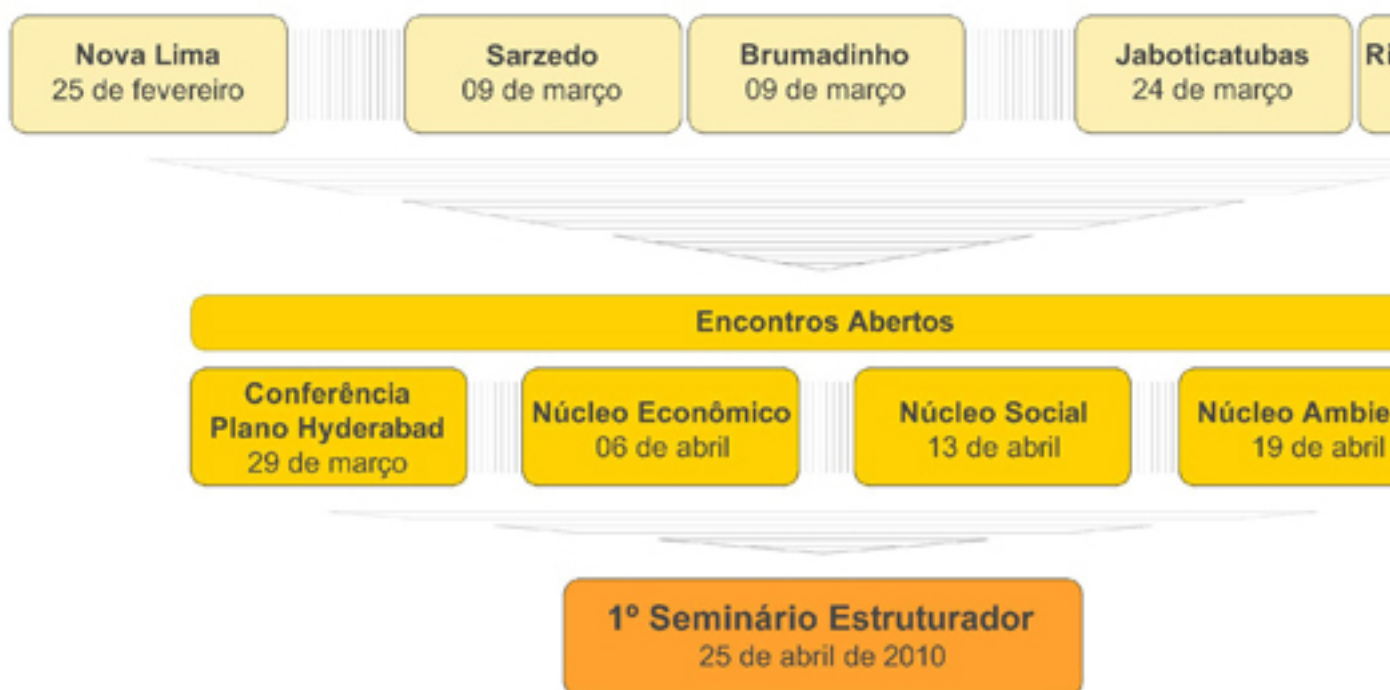 Nova Lima
25 de fevereiro
Sarzedo
09 de março
Brumadinho
09 de março
Jaboticatubas
24 de março
Encontros Abertos
Conferência
Plano Hyderabad
29 de março
Núcleo Econômico
06 de abril
Núcleo Social
13 de abril
Núcleo
19 de abril
1º Seminário Estruturador
25 de abril de 2010